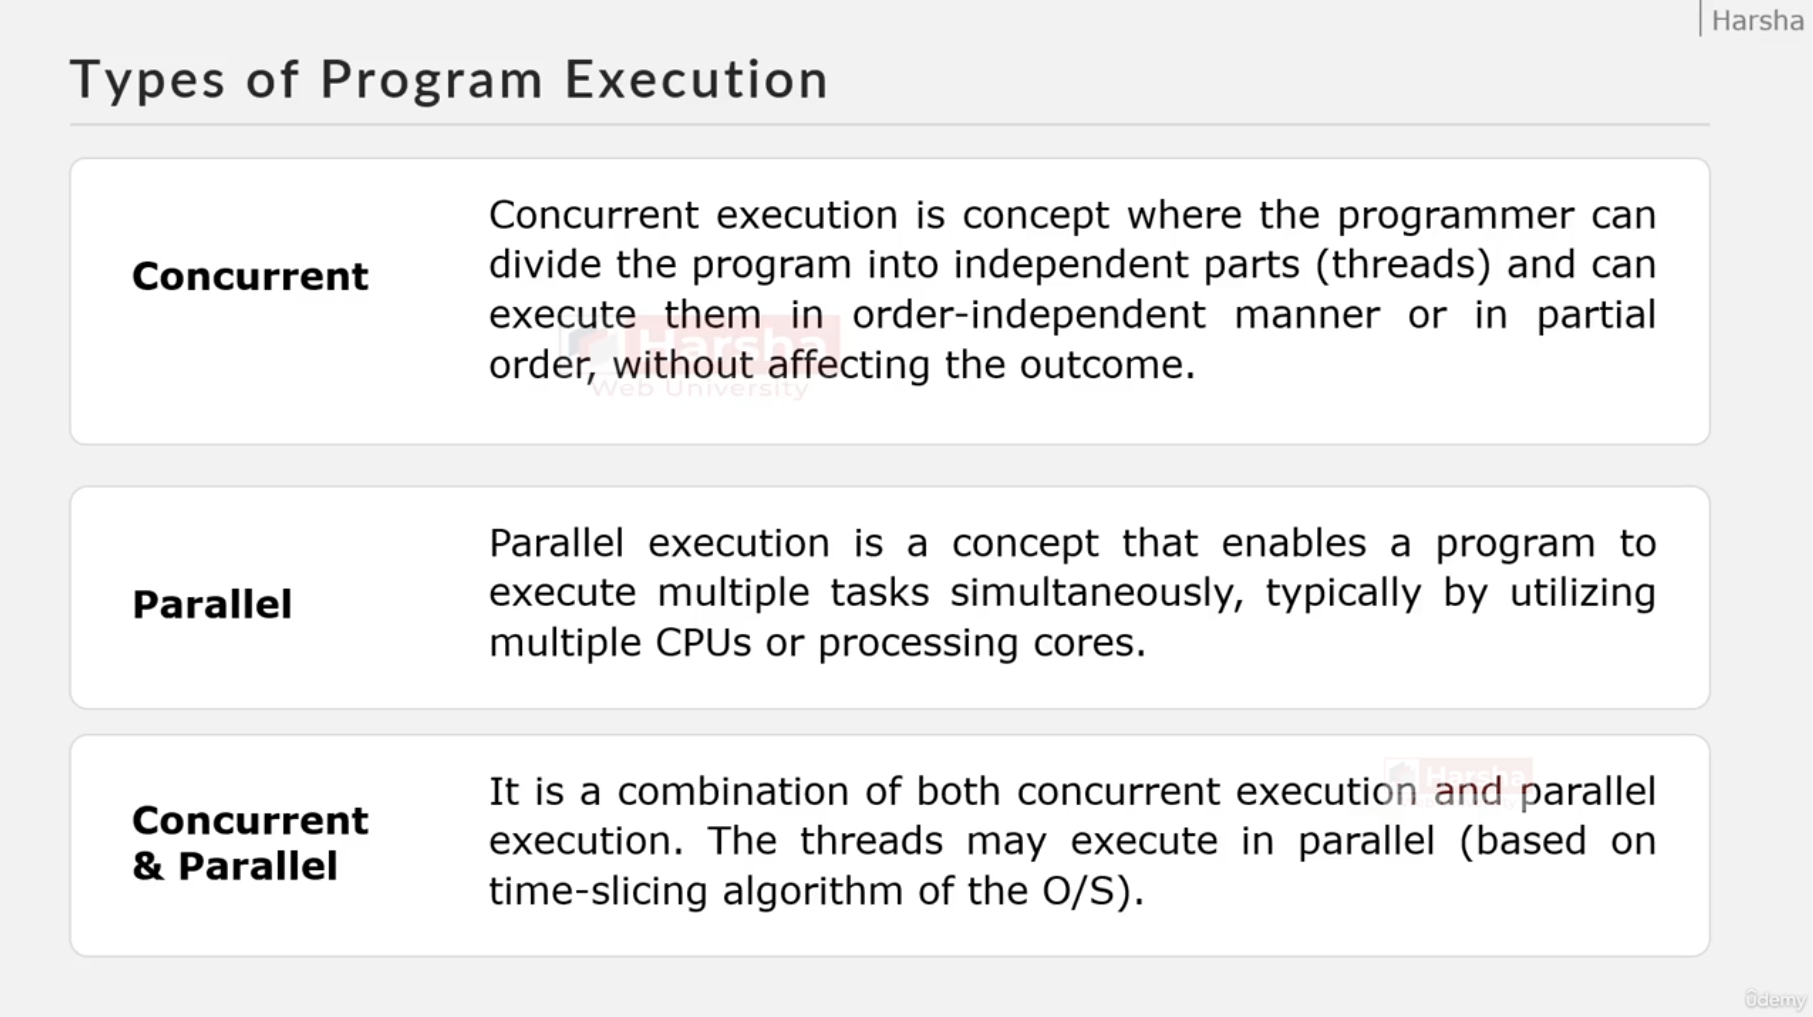 Harsha
Types of Program Execution
Concurrent
Concurrent execution is concept where the programmer can
divide the program into independent parts (threads) and can
execute them in order-independent manner or in partial
order, without affecting the outcome.
Harsha
Web University
Parallel
Parallel execution is a concept that enables a program to
execute multiple tasks simultaneously, typically by utilizing
multiple CPUs or processing cores.
Concurrent
& Parallel
It is a combination of both concurrent execution and parallel
execution. The threads may execute in parallel (based on
time-slicing algorithm of the O/S).
Harsha
ûdemy